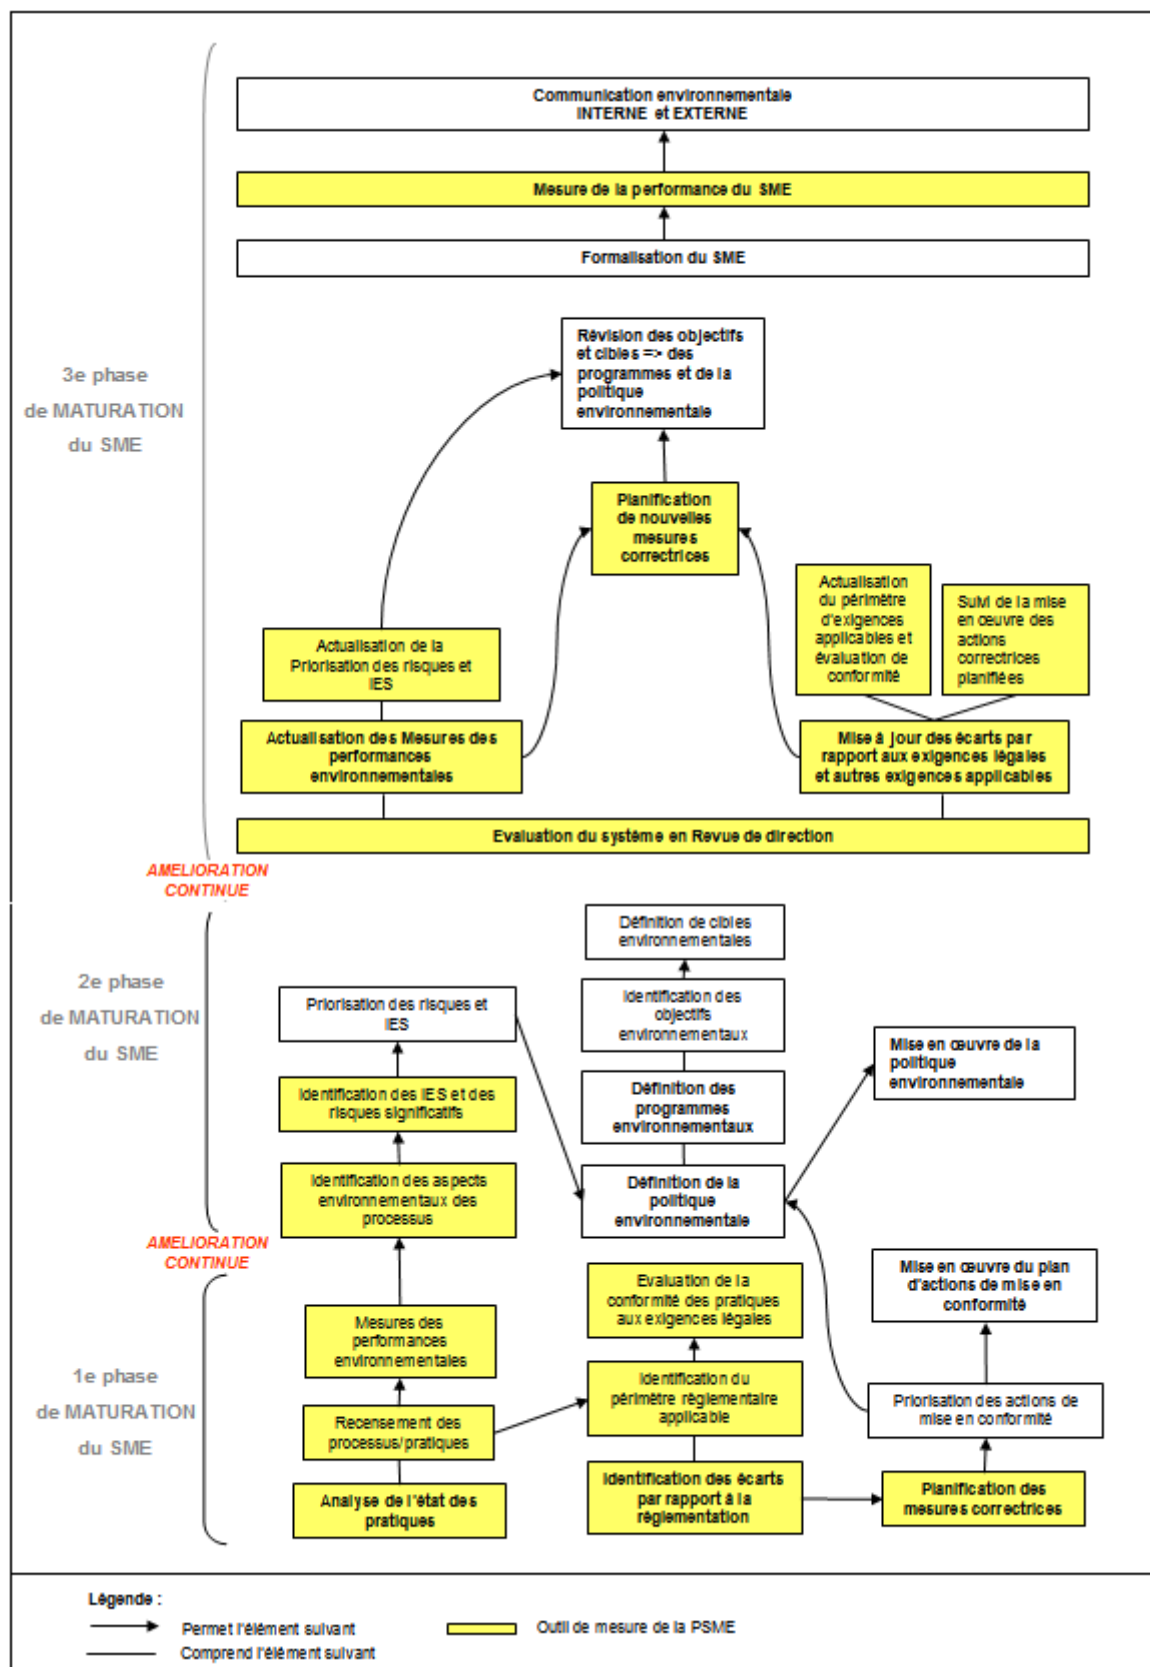 Communication environnementale
INTERNE et EXTERNE
Mesure de la performance du SME
Formalisation du SME
Révision des objectifs
et cibles => des
programmes et de la
politique
environnementale
3e phase
de MATURATION
du SME
Planification
de nouvelles
mesures
correctrices
Actualisation
du périmètre
d'exigences
applicables et
évaluation de
conformité
Suivi de la mise
en œuvre des
actions
correctrices
planifiées
Actualisation de la
Priorisation des risques et
IES
Actualisation des Mesures des
performances
environnementales
Mise à jour des écarts par
rapport aux exigences légales
et autres exigences applicables
Evaluation du système en Revue de direction
AMELIORATION
CONTINUE
2e phase
de MATURATION
du SME
Définition de cibles
environnementales
Identification des
objectifs
environnementaux
Priorisation des risques et
IES
Mise en œuvre de la
politique
environnementale
Identification des IES et des
risques significatifs
Définition des
programmes
environnementaux
Identification des aspects
environnementaux des
processus
Définition de la
politique
environnementale
AMELIORATION
CONTINUE
1e phase
de MATURATION
du SME
Mise en œuvre du plan
d'actions de mise en
conformité
Evaluation de la
conformité des pratiques
aux exigences légales
Mesures des
performances
environnementales
Identification du
périmètre règlementaire
applicable
Priorisation des actions de
mise en conformité
Recensement des
processus/pratiques
Analyse de l'état des
pratiques
Identification des écarts
par rapport à la
règlementation
Planification des
mesures correctrices
Légende :
Permet l'élément suivant
Outil de mesure de la PSME
Comprend l'élément suivant